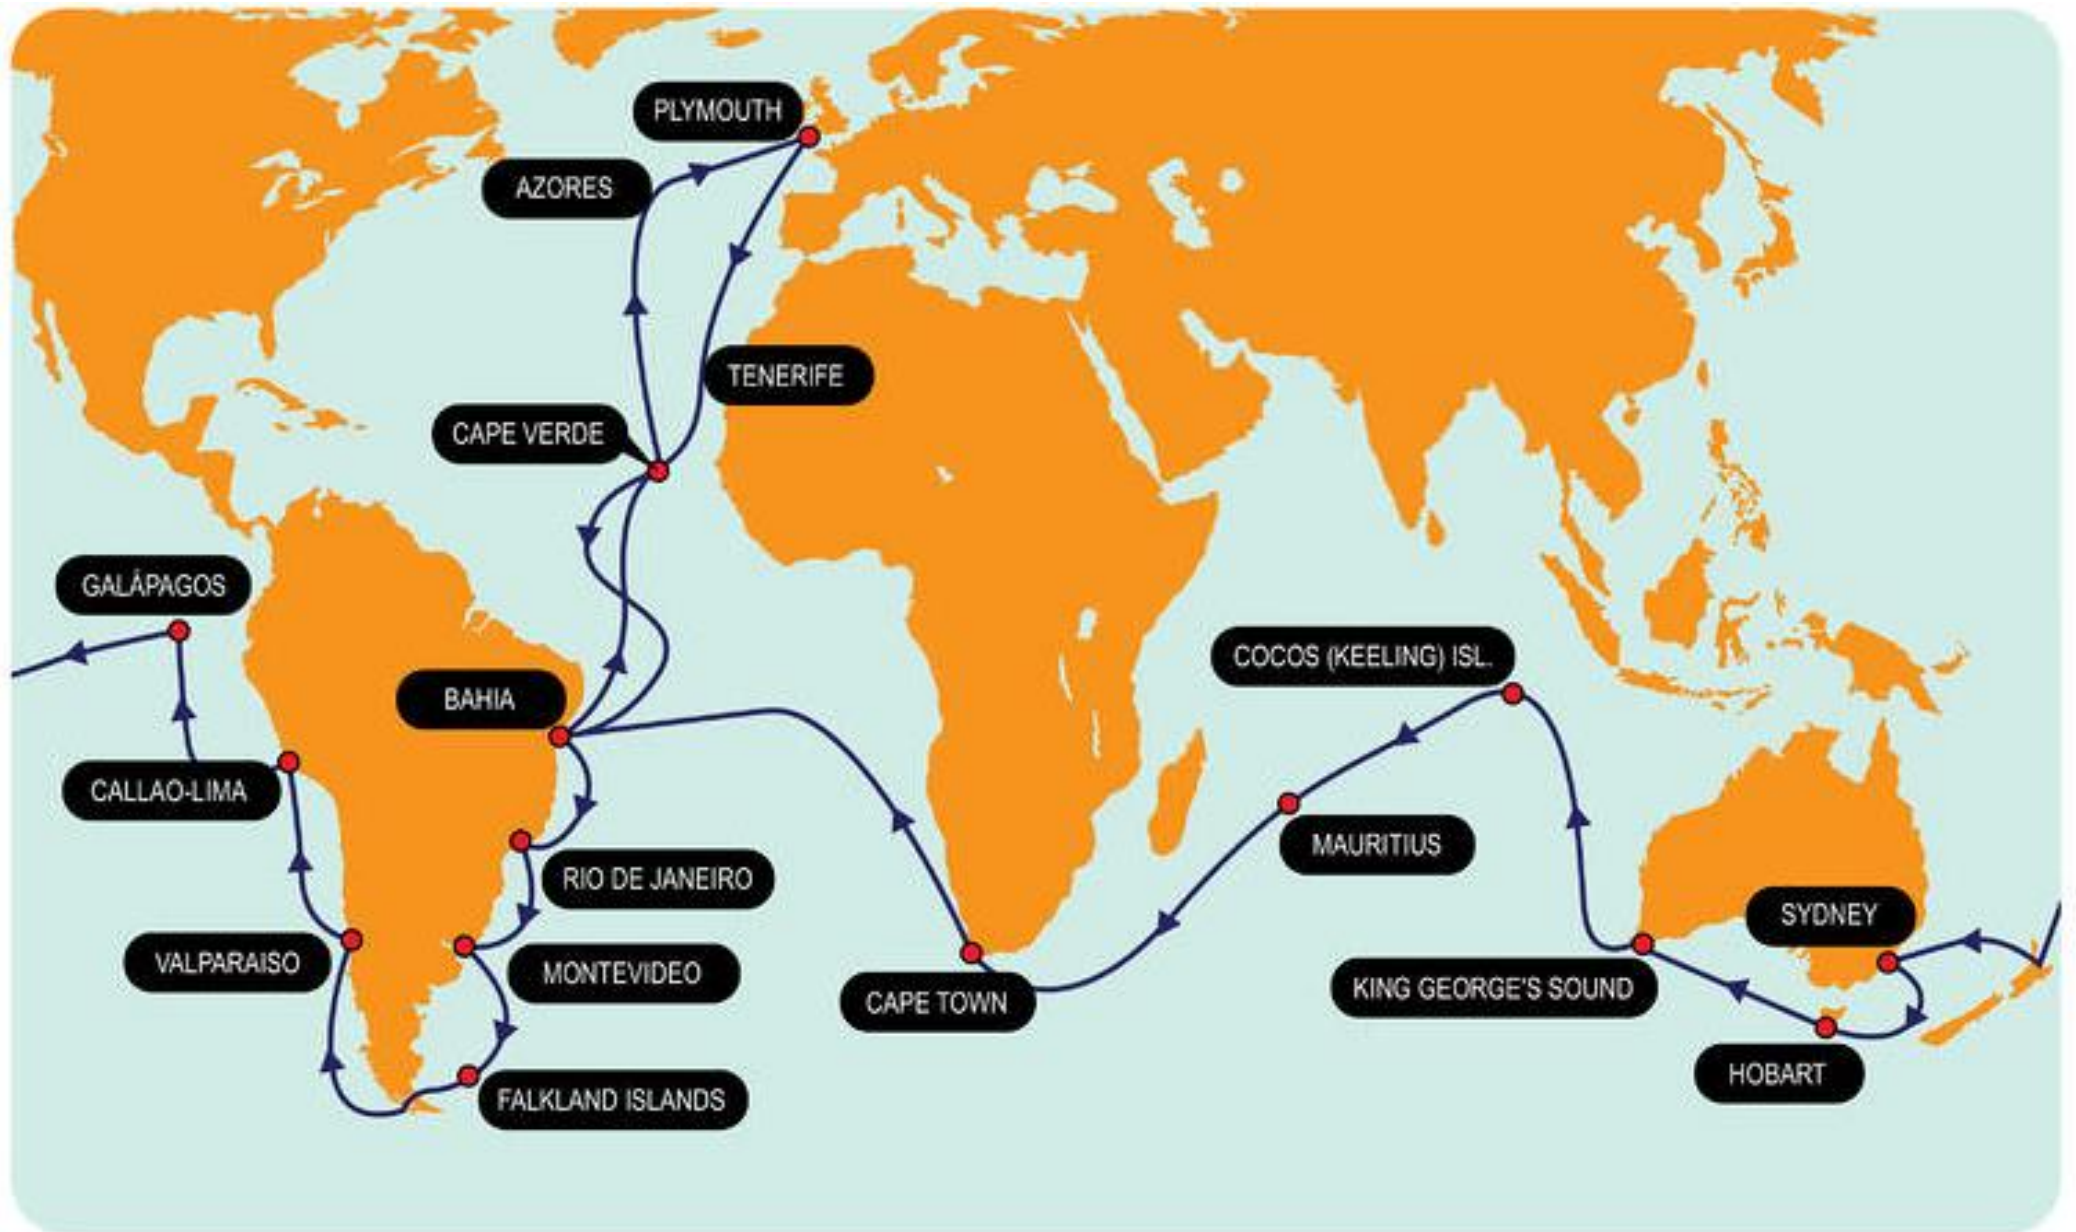 PLYMOUTH
AZORES
TENERIFE
CAPE VERDE
GALÁPAGOS
COCOS (KEELING) ISL.
BAHIA
CALLAO-LIMA
MAURITIUS
RIO DE JANEIRO
SYDNEY
VALPARAISO
MONTEVIDEO
KING GEORGE'S SOUND
CAPE TOWN
HOBART
FALKLAND ISLANDS